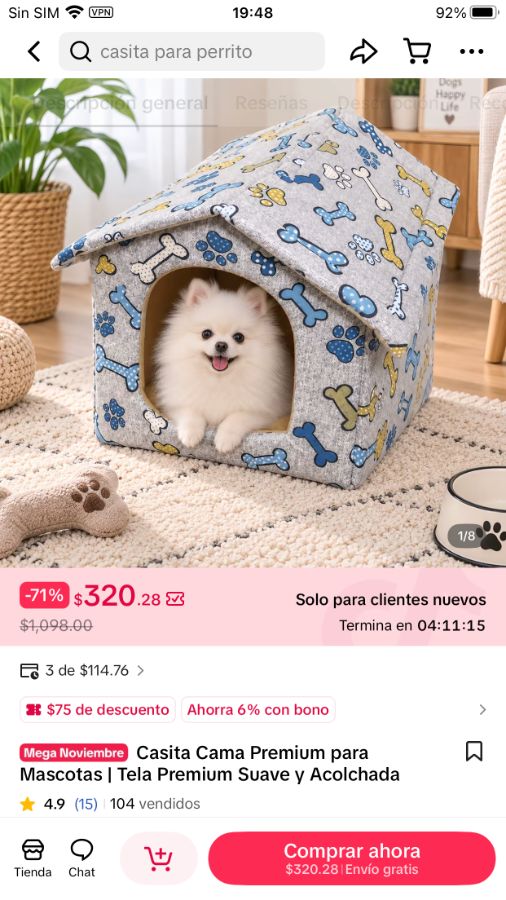 Sin SIM VPN 19:48 92%
casita para perrito
Descripción general Reseñas Descripción Reco
Dogs
Happy
Life
1/8
-71% $320.28 Solo para clientes nuevos
$1,098.00 Termina en 04:11:15
3 de $114.76
$75 de descuento Ahorra 6% con bono
Mega Noviembre Casita Cama Premium para
Mascotas | Tela Premium Suave y Acolchada
4.9 (15) 104 vendidos
Tienda Chat Comprar ahora
$320.28 | Envío gratis